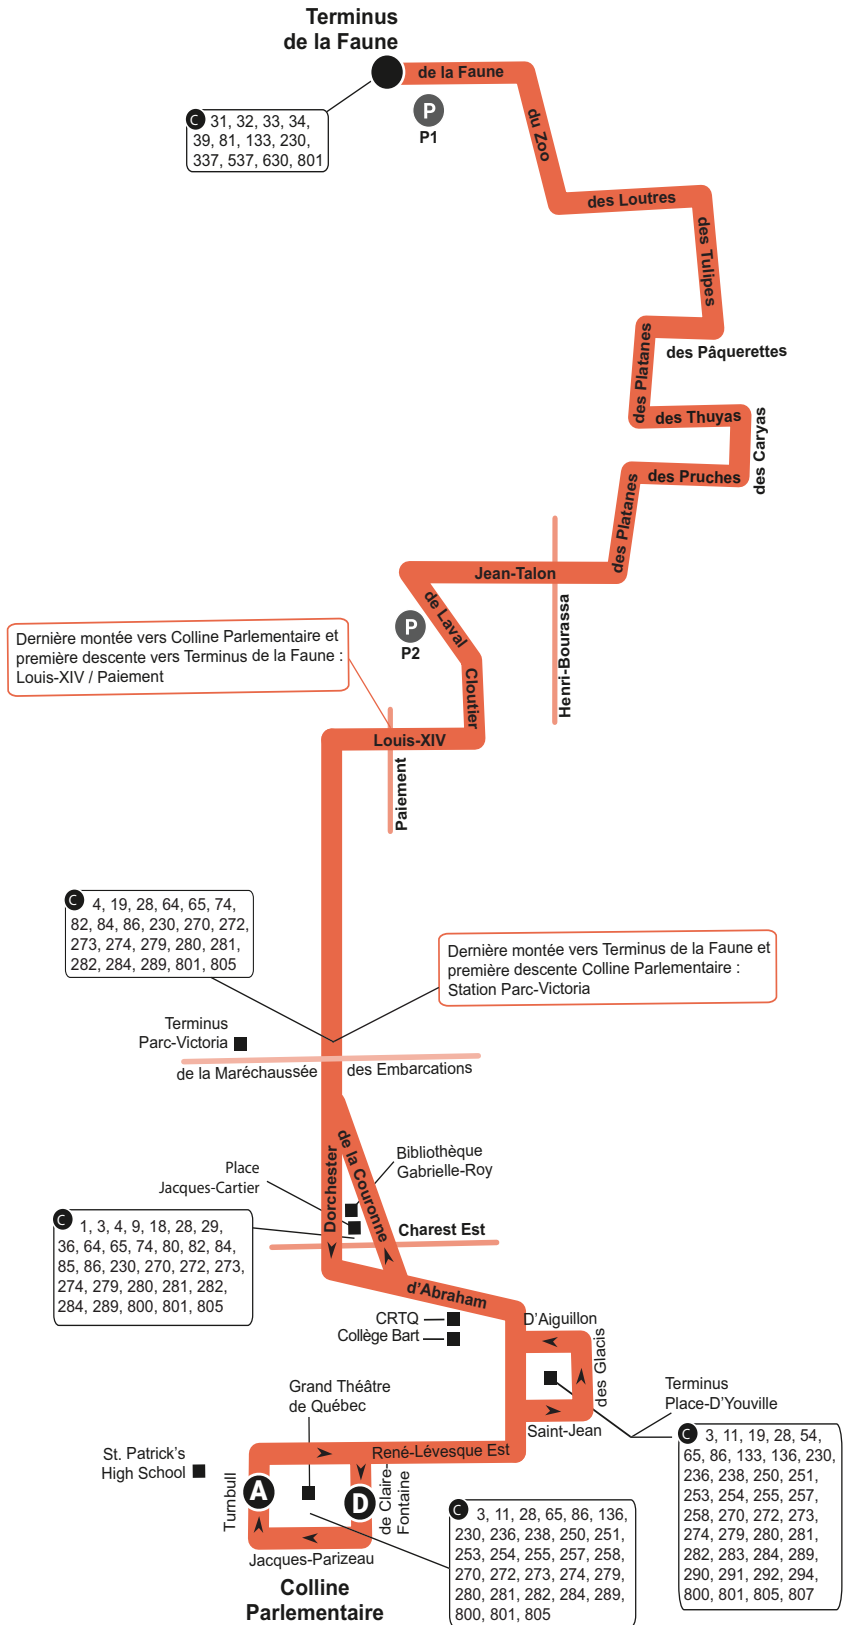 Terminus
de la Faune
de la Faune
C 31, 32, 33, 34,
39, 81, 133, 230,
337, 537, 630, 801
P
P1
du Zoo
des Loutres
des Tulipes
des Platanes
des Pâquerettes
des Thuyas
des Caryas
des Pruches
des Platanes
Jean-Talon
Henri-Bourassa
de Laval
P
P2
Cloutier
Dernière montée vers Colline Parlementaire et
première descente vers Terminus de la Faune :
Louis-XIV / Paiement
Louis-XIV
Paiement
C 4, 19, 28, 64, 65, 74,
82, 84, 86, 230, 270, 272,
273, 274, 279, 280, 281,
282, 284, 289, 801, 805
Dernière montée vers Terminus de la Faune et
première descente Colline Parlementaire :
Station Parc-Victoria
Terminus
Parc-Victoria
de la Maréchaussée
des Embarcations
Dorchester
de la Couronne
Bibliothèque
Gabrielle-Roy
Place
Jacques-Cartier
C 1, 3, 4, 9, 18, 28, 29,
36, 64, 65, 74, 80, 82, 84,
85, 86, 230, 270, 272, 273,
274, 279, 280, 281, 282,
284, 289, 800, 801, 805
Charest Est
d'Abraham
CRTQ
Collège Bart
D'Aiguillon
des Glacis
Saint-Jean
Terminus
Place-D'Youville
C 3, 11, 19, 28, 54,
65, 86, 133, 136, 230,
236, 238, 250, 251,
253, 254, 255, 257,
258, 270, 272, 273,
274, 279, 280, 281,
282, 283, 284, 289,
290, 291, 292, 294,
800, 801, 805, 807
Grand Théâtre
de Québec
René-Lévesque Est
St. Patrick's
High School
Turnbull
A
D
de Claire-
Fontaine
Jacques-Parizeau
C 3, 11, 28, 65, 86, 136,
230, 236, 238, 250, 251,
253, 254, 255, 257, 258,
270, 272, 273, 274, 279,
280, 281, 282, 284, 289,
800, 801, 805
Colline
Parlementaire